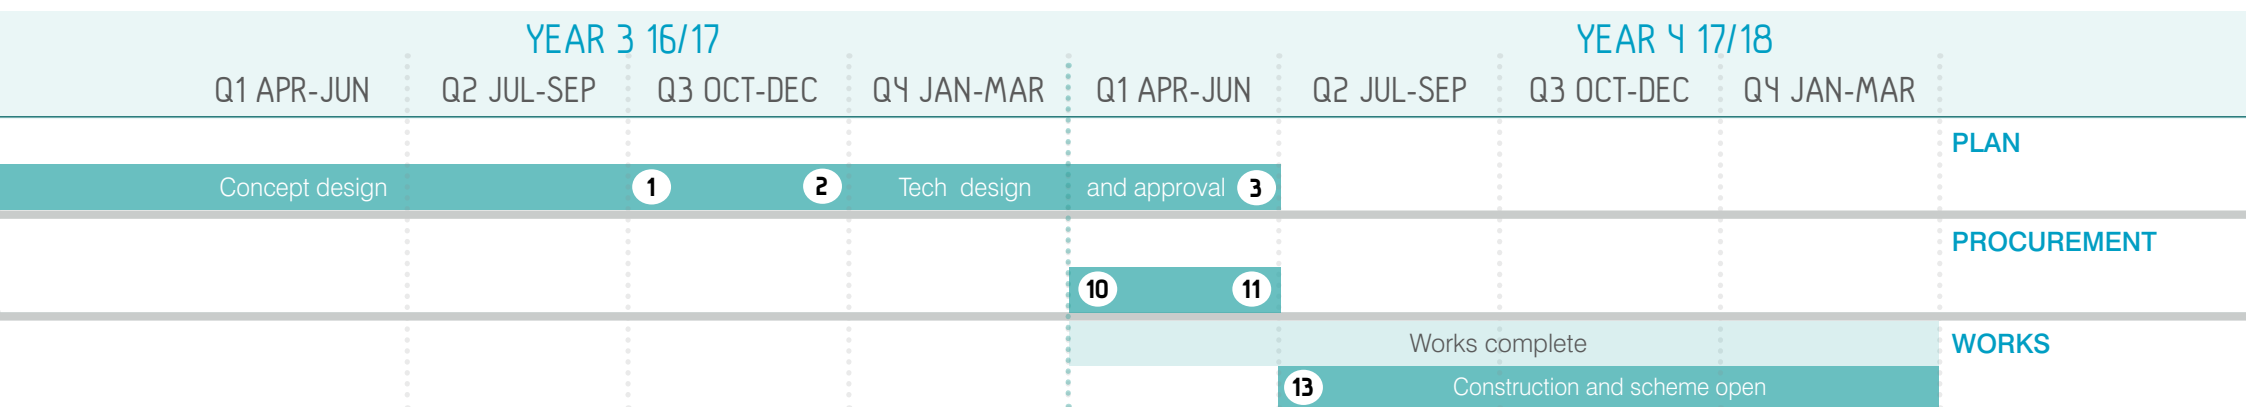 YEAR 3 16/17 YEAR 4 17/18
Q1 APR-JUN Q2 JUL-SEP Q3 OCT-DEC Q4 JAN-MAR Q1 APR-JUN Q2 JUL-SEP Q3 OCT-DEC Q4 JAN-MAR
PLAN
Concept design 1 2 Tech design and approval 3
PROCUREMENT
10 11
Works complete WORKS
13 Construction and scheme open